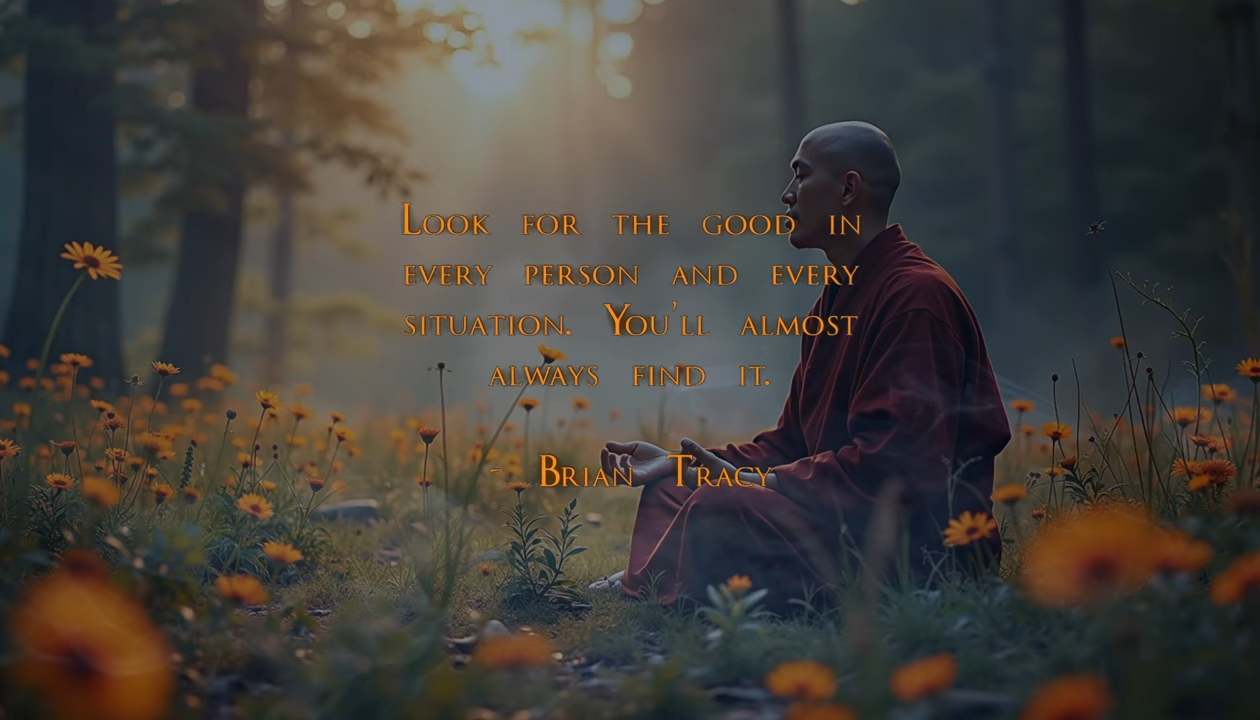 Look for the good in
every person and every
situation. You'll almost
always find it.
- Brian Tracy